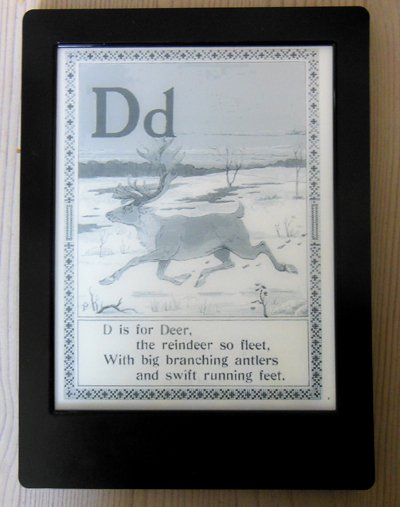 Dd
D is for Deer,
the reindeer so fleet,
With big branching antlers
and swift running feet.